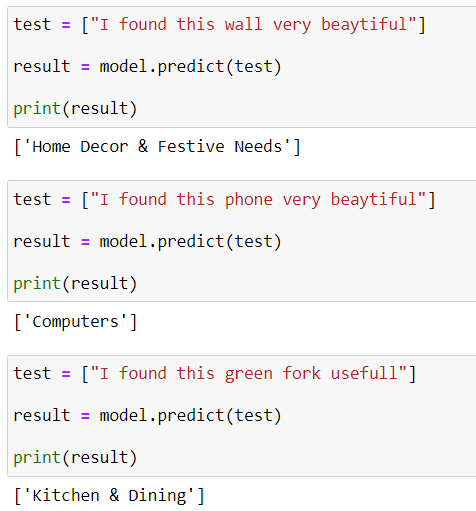 test = ["I found this wall very beaytiful"]
result = model.predict(test)
print(result)
['Home Decor & Festive Needs']
test = ["I found this phone very beaytiful"]
result = model.predict(test)
print(result)
['Computers']
test = ["I found this green fork usefull"]
result = model.predict(test)
print(result)
['Kitchen & Dining']